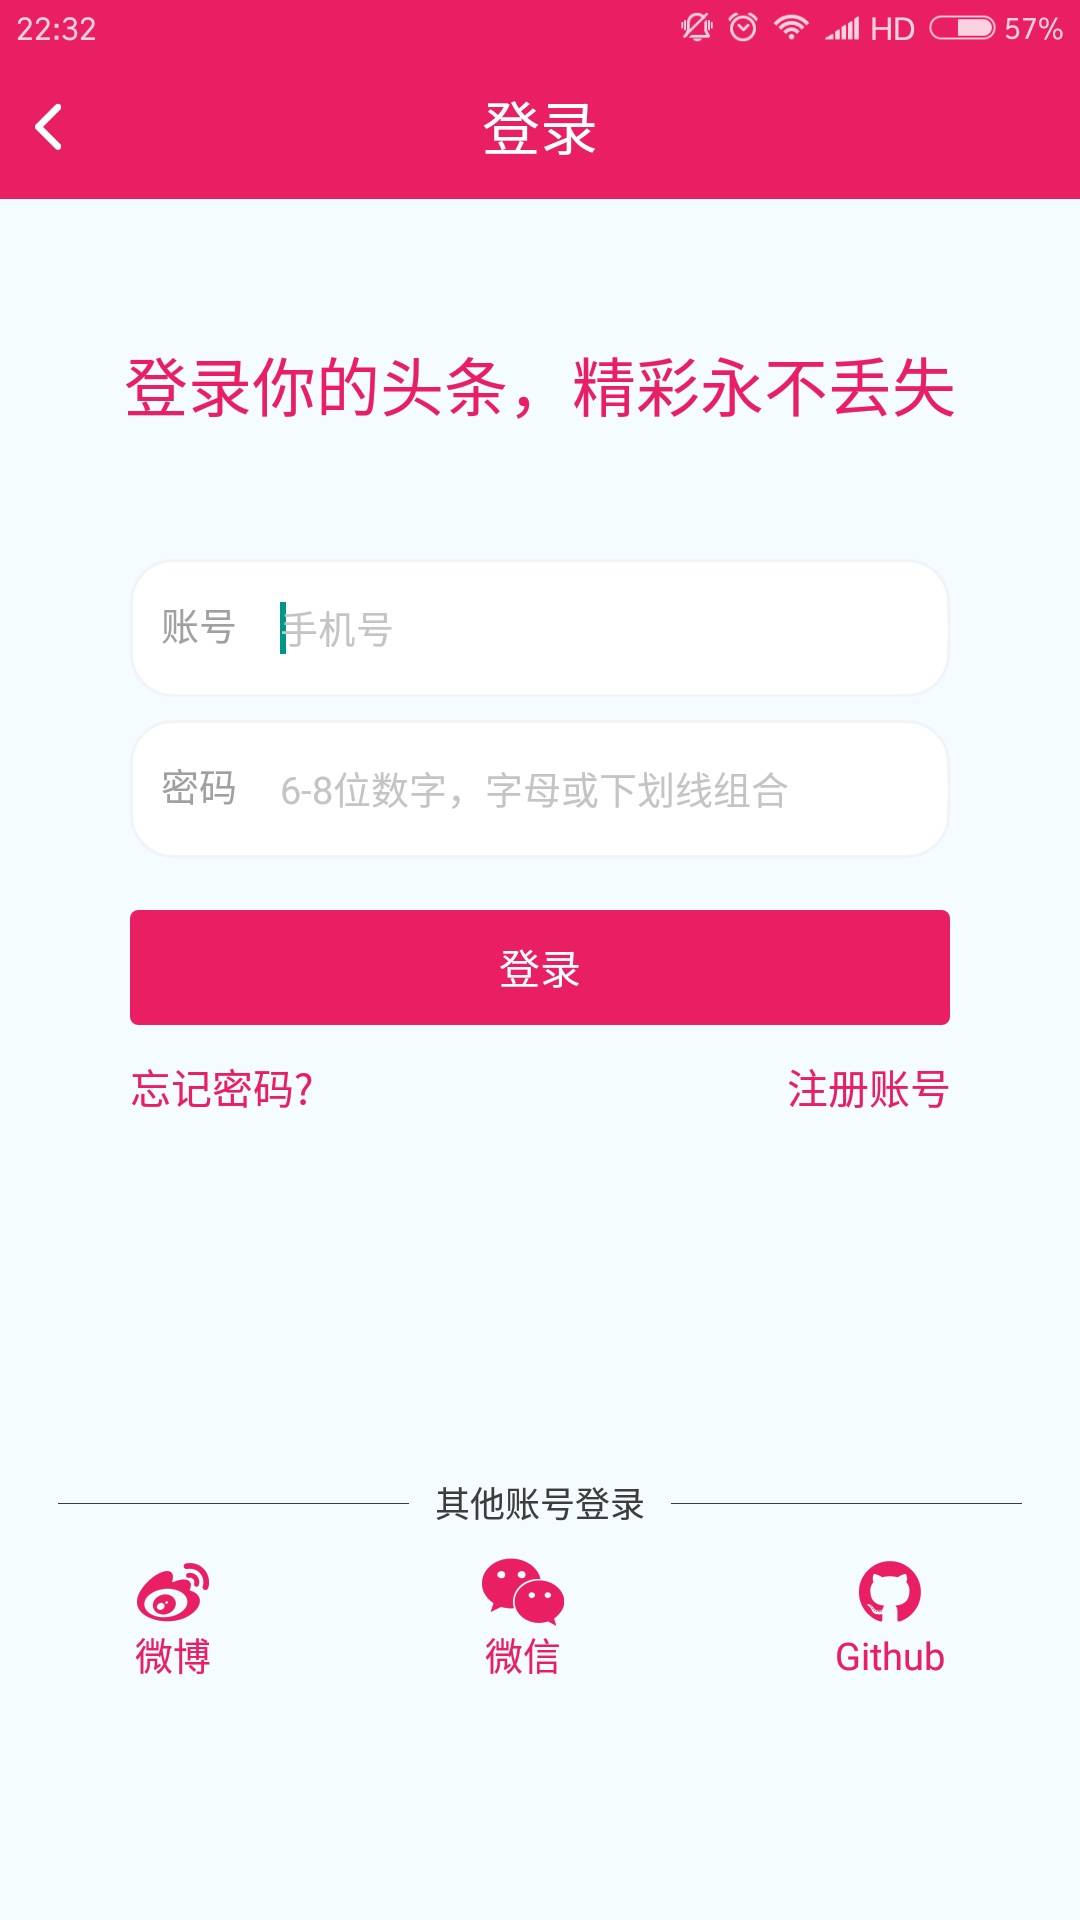 22:32 HD 57%
登录
登录你的头条，精彩永不丢失
账号 手机号
密码 6-8位数字，字母或下划线组合
登录
忘记密码? 注册账号
其他账号登录
微博 微信 Github